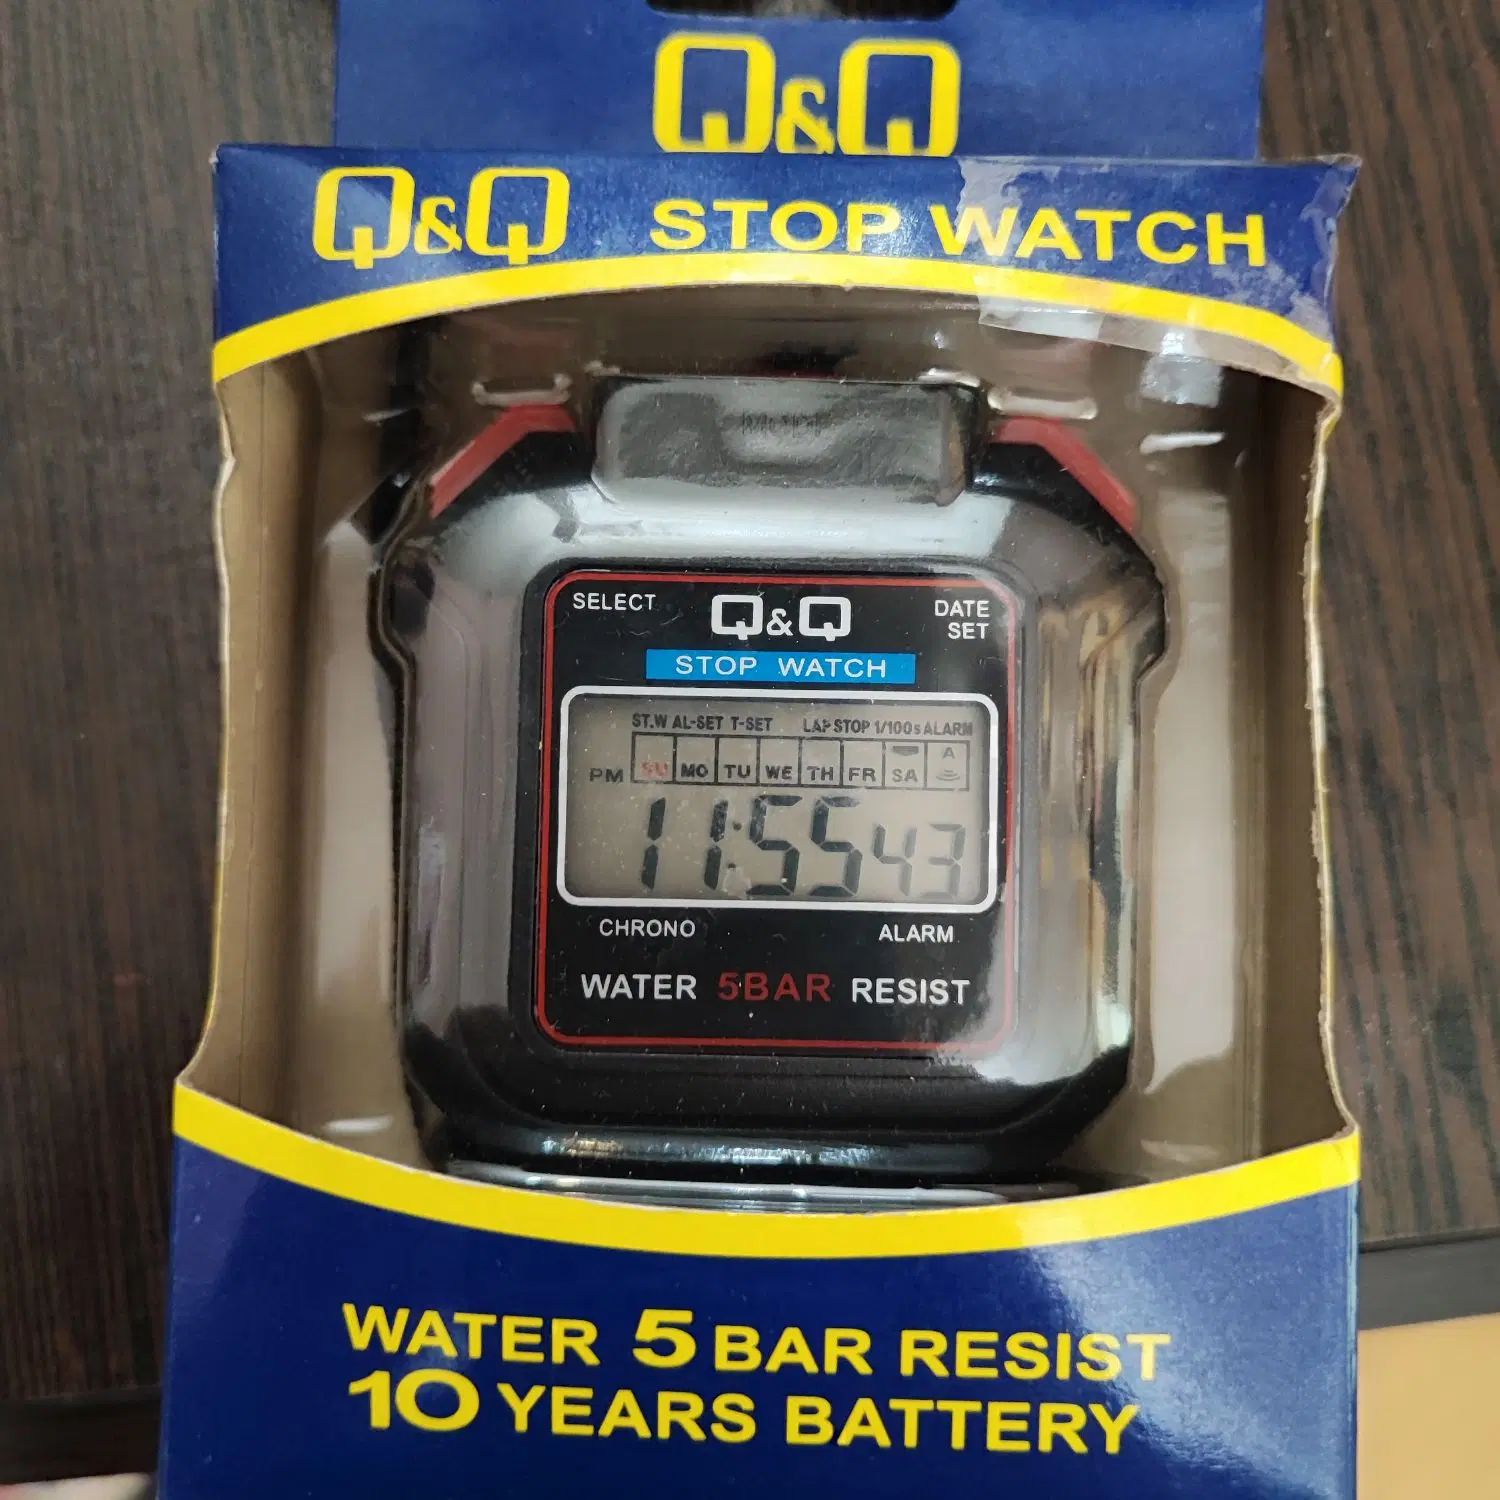 Q&Q
Q&Q STOP WATCH
MODE
SELECT Q&Q DATE SET
STOP WATCH
ST.W AL-SET T-SET LAP STOP 1/100s ALARM
A
PM SU MO TU WE TH FR SA
11:55 43
CHRONO ALARM
WATER 5BAR RESIST
WATER 5 BAR RESIST
10 YEARS BATTERY